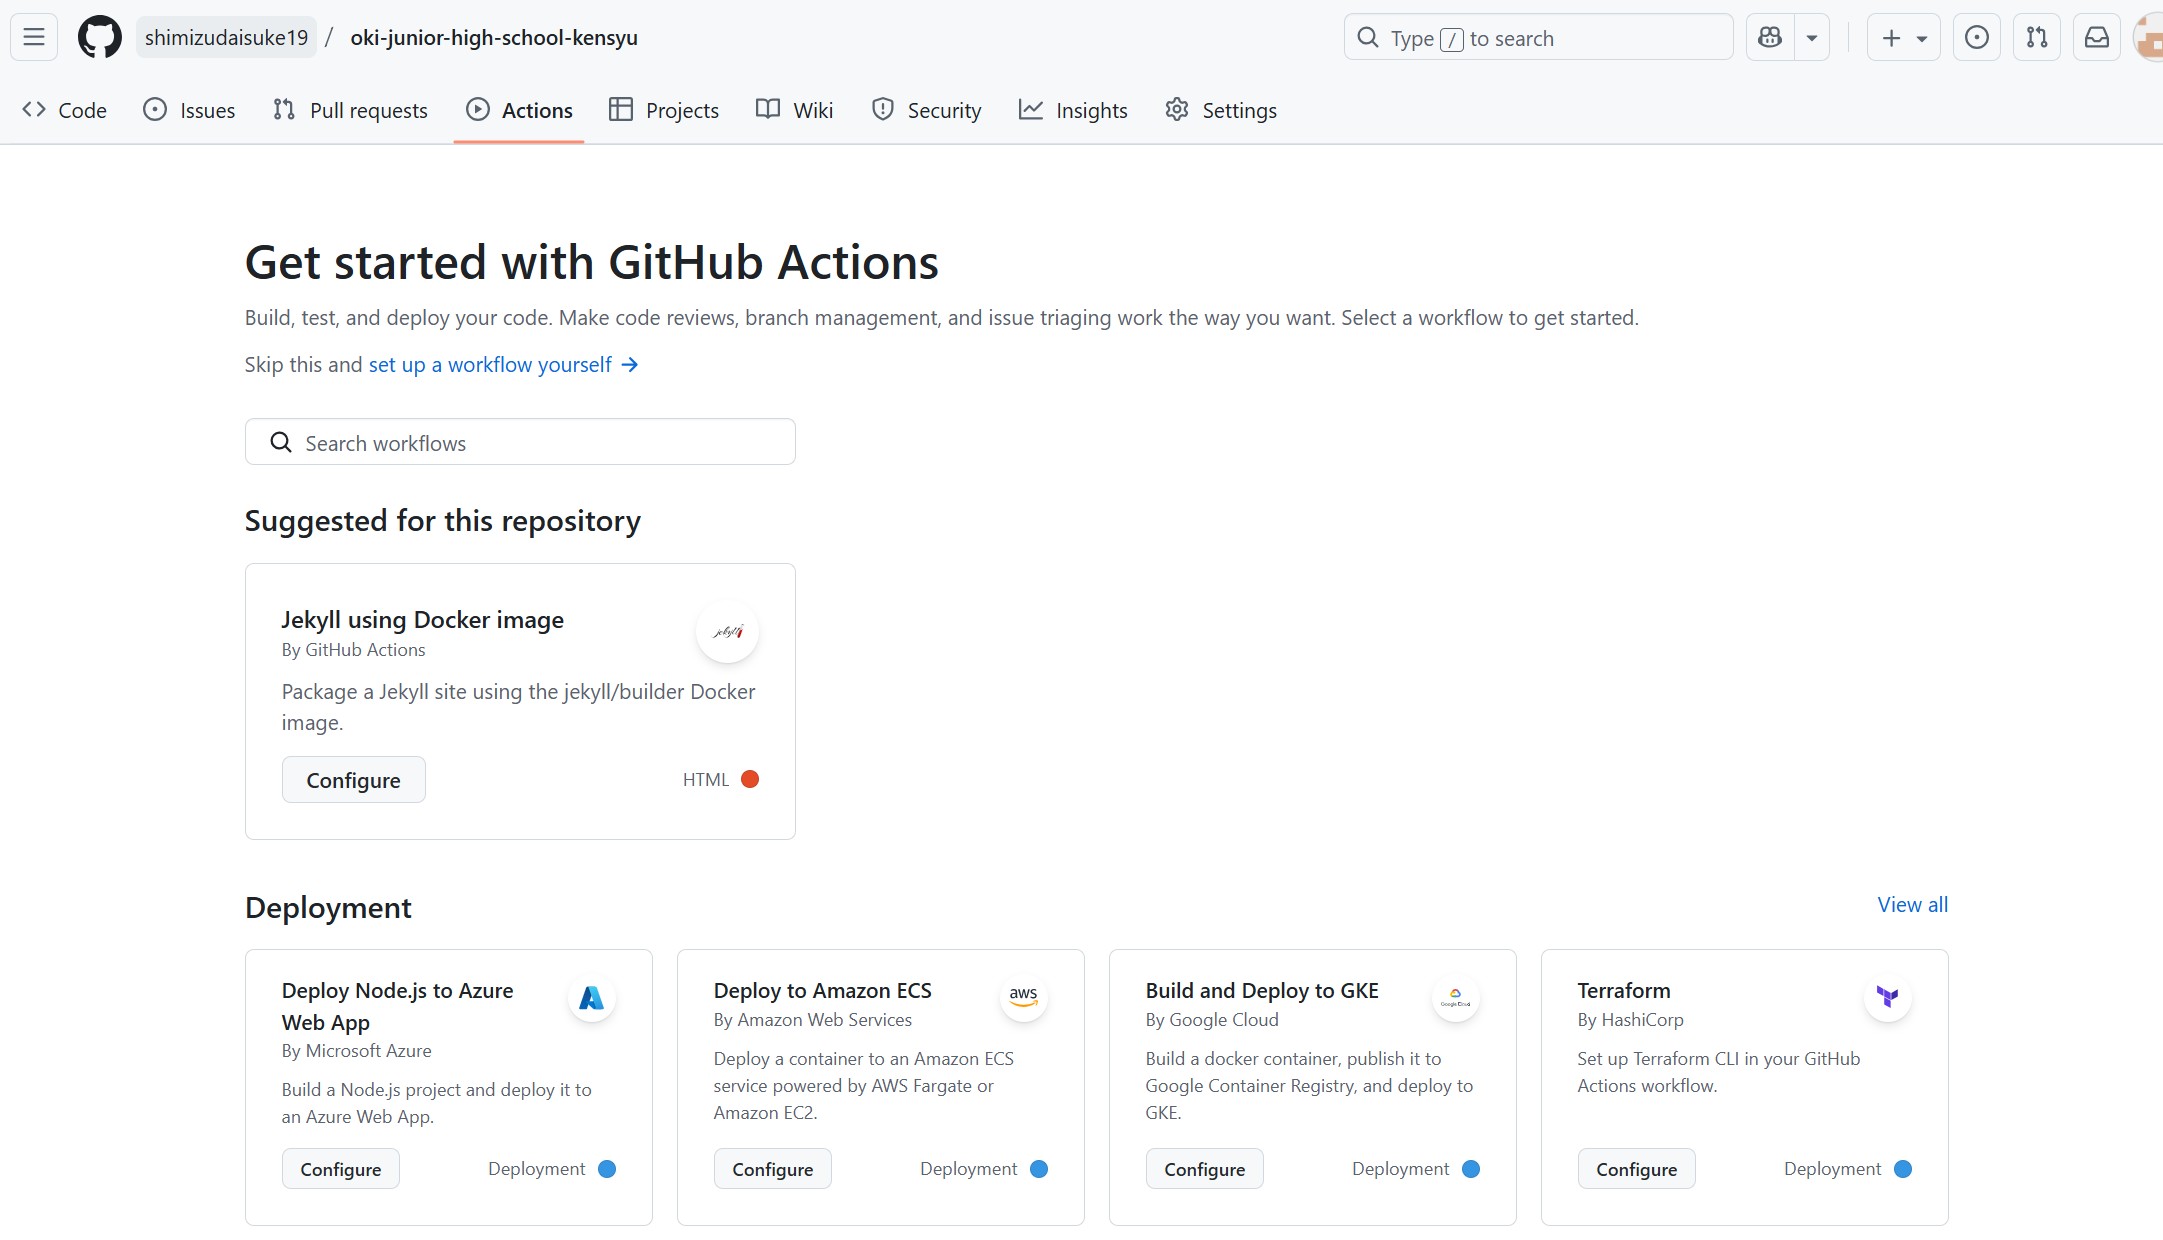 shimizudaisuke19 / oki-junior-high-school-kensyu
Type / to search
Code Issues Pull requests Actions Projects Wiki Security Insights Settings
Get started with GitHub Actions
Build, test, and deploy your code. Make code reviews, branch management, and issue triaging work the way you want. Select a workflow to get started.
Skip this and set up a workflow yourself →
Search workflows
Suggested for this repository
Jekyll using Docker image
By GitHub Actions
jekyll
Package a Jekyll site using the jekyll/builder Docker
image.
Configure
HTML
Deployment
View all
Deploy Node.js to Azure
Web App
By Microsoft Azure
Build a Node.js project and deploy it to
an Azure Web App.
Configure
Deployment
Deploy to Amazon ECS
aws
By Amazon Web Services
Deploy a container to an Amazon ECS
service powered by AWS Fargate or
Amazon EC2.
Configure
Deployment
Build and Deploy to GKE
Google Cloud
By Google Cloud
Build a docker container, publish it to
Google Container Registry, and deploy to
GKE.
Configure
Deployment
Terraform
By HashiCorp
Set up Terraform CLI in your GitHub
Actions workflow.
Configure
Deployment